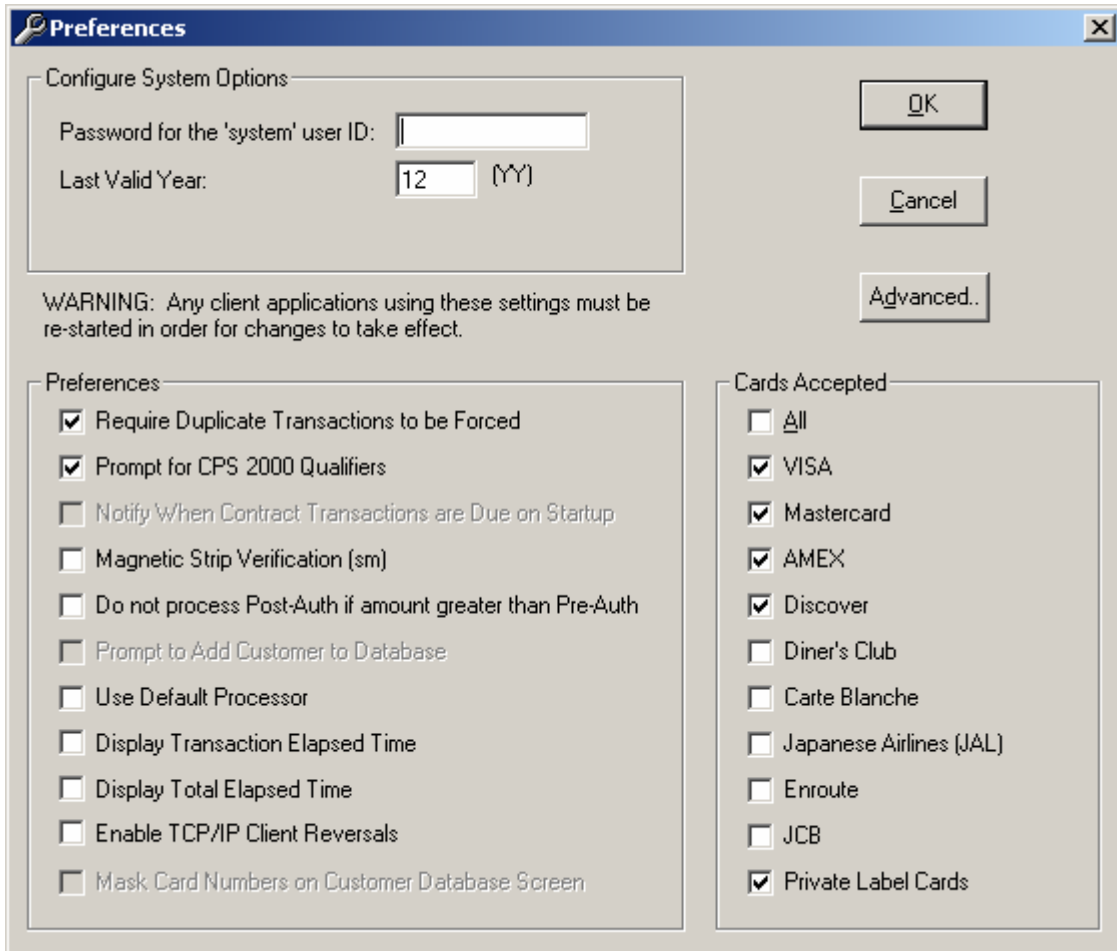 Preferences
Configure System Options
Password for the 'system' user ID:
Last Valid Year: 12 (YY)
OK
Cancel
Advanced..
WARNING: Any client applications using these settings must be
re-started in order for changes to take effect.
Preferences
Require Duplicate Transactions to be Forced
Prompt for CPS 2000 Qualifiers
Notify When Contract Transactions are Due on Startup
Magnetic Strip Verification (sm)
Do not process Post-Auth if amount greater than Pre-Auth
Prompt to Add Customer to Database
Use Default Processor
Display Transaction Elapsed Time
Display Total Elapsed Time
Enable TCP/IP Client Reversals
Mask Card Numbers on Customer Database Screen
Cards Accepted
All
VISA
Mastercard
AMEX
Discover
Diner's Club
Carte Blanche
Japanese Airlines (JAL)
Enroute
JCB
Private Label Cards